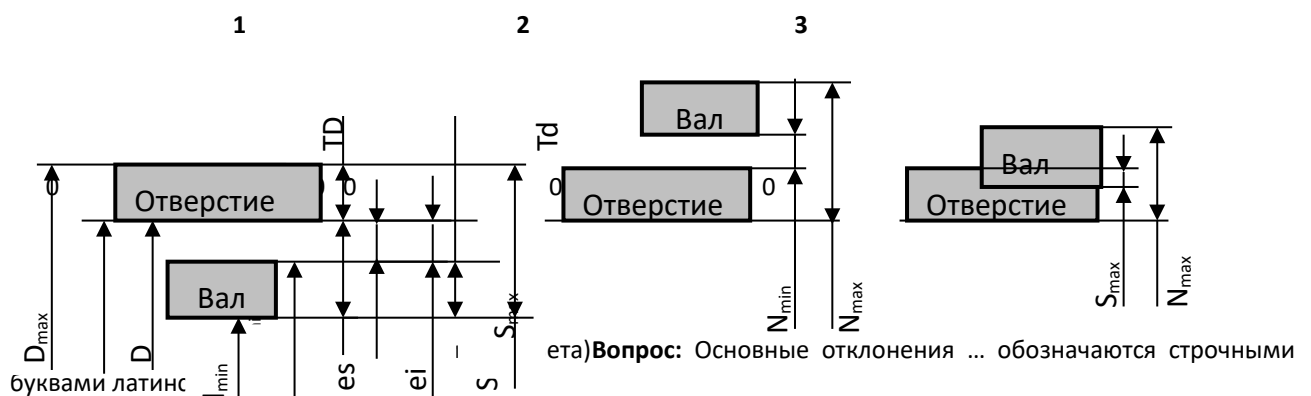 1 2 3
Вал
TD
Td
Вал
0 0 0 0
Отверстие
Отверстие
Отверстие
Вал
Dmax
D
min
es
ei
Smax
S
Nmin
Nmax
Smax
Nmax
ета)Вопрос: Основные отклонения … обозначаются строчными
буквами